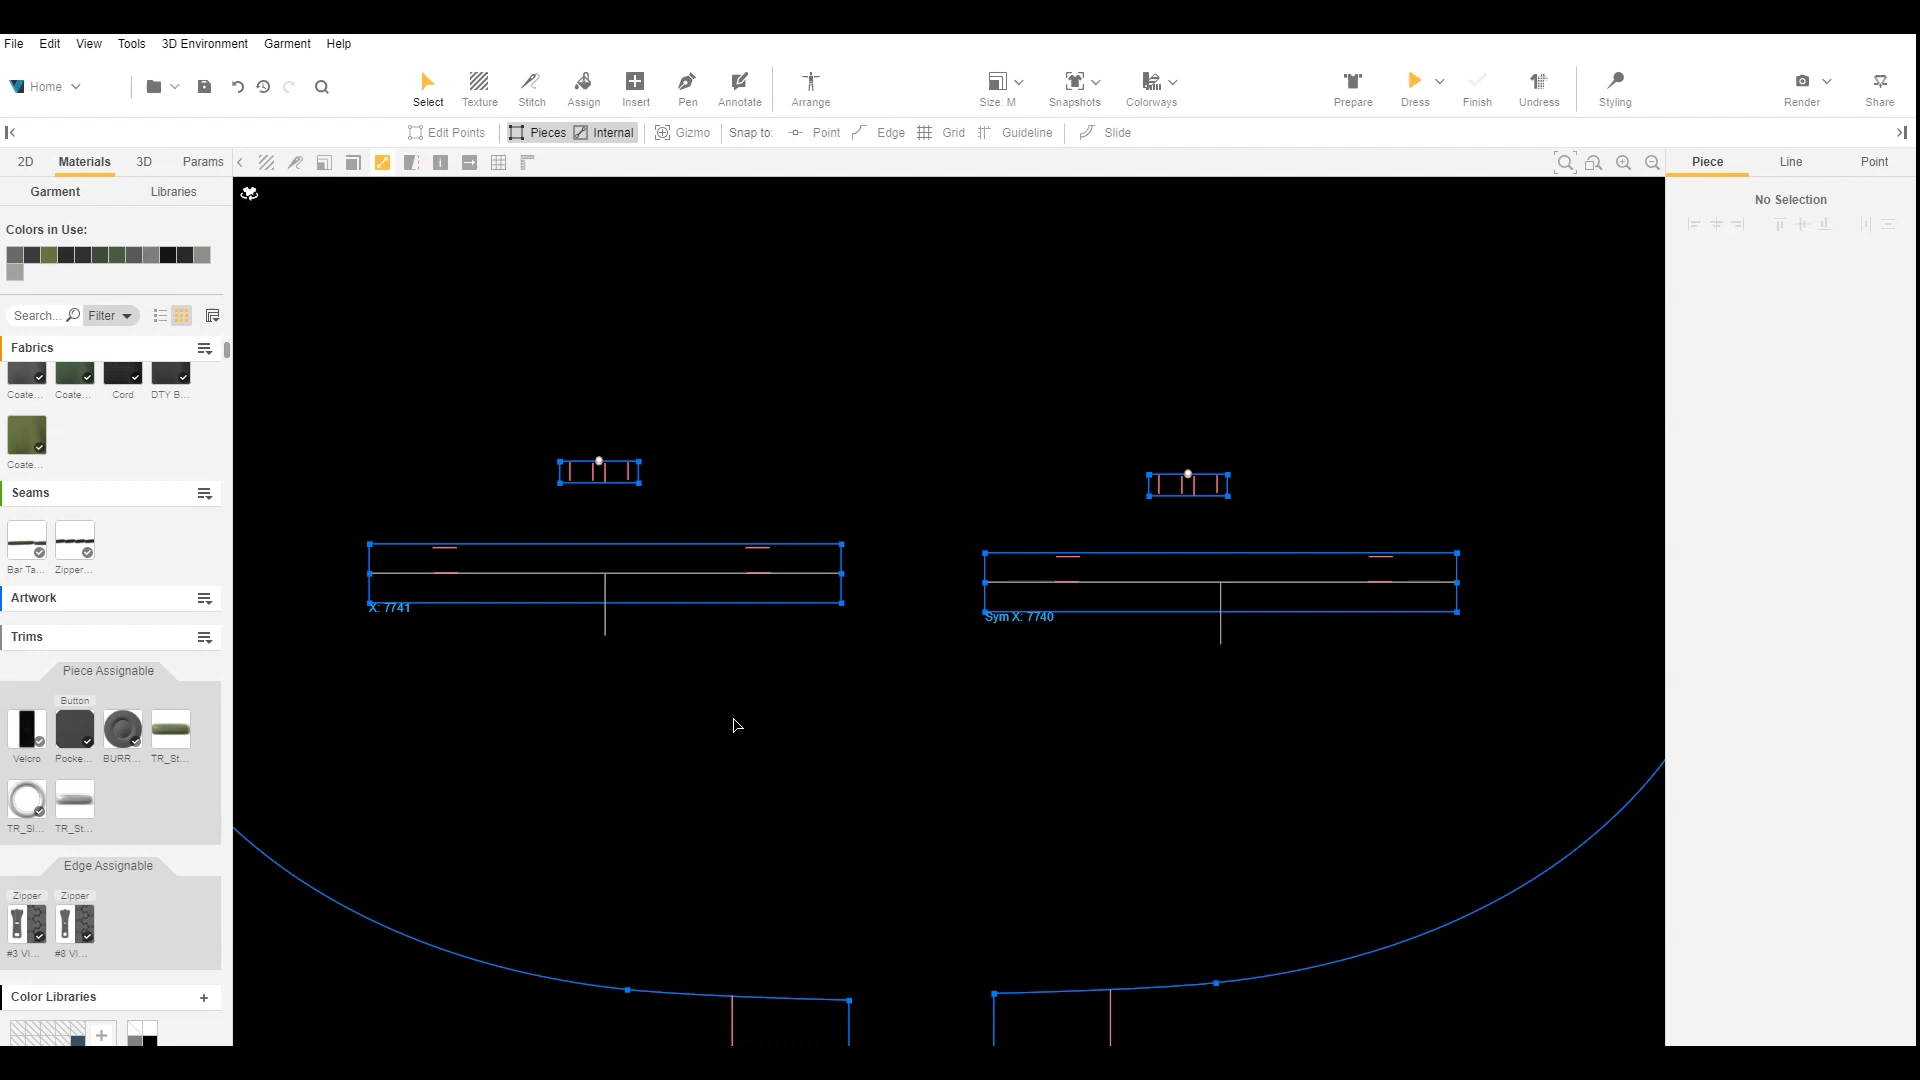 File Edit View Tools 3D Environment Garment Help
Home
Select Texture Stitch Assign Insert Pen Annotate Arrange Size: M Snapshots Colorways Prepare Dress Finish Undress Styling Render Share
Edit Points Pieces Internal Gizmo Snap to: Point Edge Grid Guideline Slide
2D Materials 3D Params
Piece Line Point
Garment Libraries
No Selection
Colors in Use:
Search... Filter
Fabrics
Coate... Coate... Cord DTY B...
Coate...
Seams
Bar Ta... Zipper...
Artwork
X: 7741
Sym X: 7740
Trims
Piece Assignable
Button
Velcro Pocke... BURR... TR_St...
TR_Sl... TR_St...
Edge Assignable
Zipper Zipper
#3 VI... #8 VI...
Color Libraries